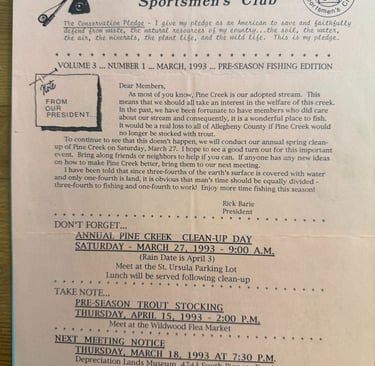 Sportsmen's Club
Sportsmen's Club
The Conservation Pledge - I give my pledge as an American to save and faithfully
defend from waste, the natural resources of my country...the soil, the water,
the air, the minerals, the plant life, and the wild life. This is my pledge.
VOLUME 3 ... NUMBER 1 ... MARCH, 1993 ... PRE-SEASON FISHING EDITION
Note
FROM
OUR
PRESIDENT...
Dear Members,
As most of you know, Pine Creek is our adopted stream. This
means that we should all take an interest in the welfare of this creek.
In the past, we have been fortunate to have members who did care
about our stream and consequently, it is a wonderful place to fish.
It would be a real loss to all of Allegheny County if Pine Creek would
no longer be stocked with trout.
To continue to see that this doesn't happen, we will conduct our annual spring clean-
up of Pine Creek on Saturday, March 27. I hope to see a good turn out for this important
event. Bring along friends or neighbors to help if you can. If anyone has any new ideas
on how to make Pine Creek better, bring them to our next meeting.
I have been told that since three-fourths of the earth's surface is covered with water
and only one-fourth is land, it is obvious that man's time should be equally divided -
three-fourth to fishing and one-fourth to work! Enjoy more time fishing this season!
Rick Barie
President
DON'T FORGET...
ANNUAL PINE CREEK CLEAN-UP DAY
SATURDAY - MARCH 27, 1993 - 9:00 A.M.
(Rain Date is April 3)
Meet at the St. Ursula Parking Lot
Lunch will be served following clean-up
TAKE NOTE...
PRE-SEASON TROUT STOCKING
THURSDAY, APRIL 15, 1993 - 2:00 P.M.
Meet at the Wildwood Flea Market
NEXT MEETING NOTICE
THURSDAY, MARCH 18, 1993 AT 7:30 P.M.
Depreciation Lands Museum, 4743 South